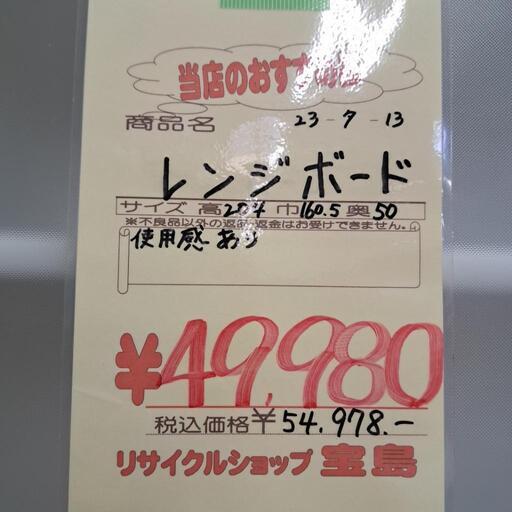 当店のおすすめ品
商品名 23-7-13
レンジボード
サイズ 高204 巾160.5 奥50
※不良品以外の返品・返金はお受けできません。
使用感あり
¥49,980
税込価格¥54,978.-
リサイクルショップ 宝島